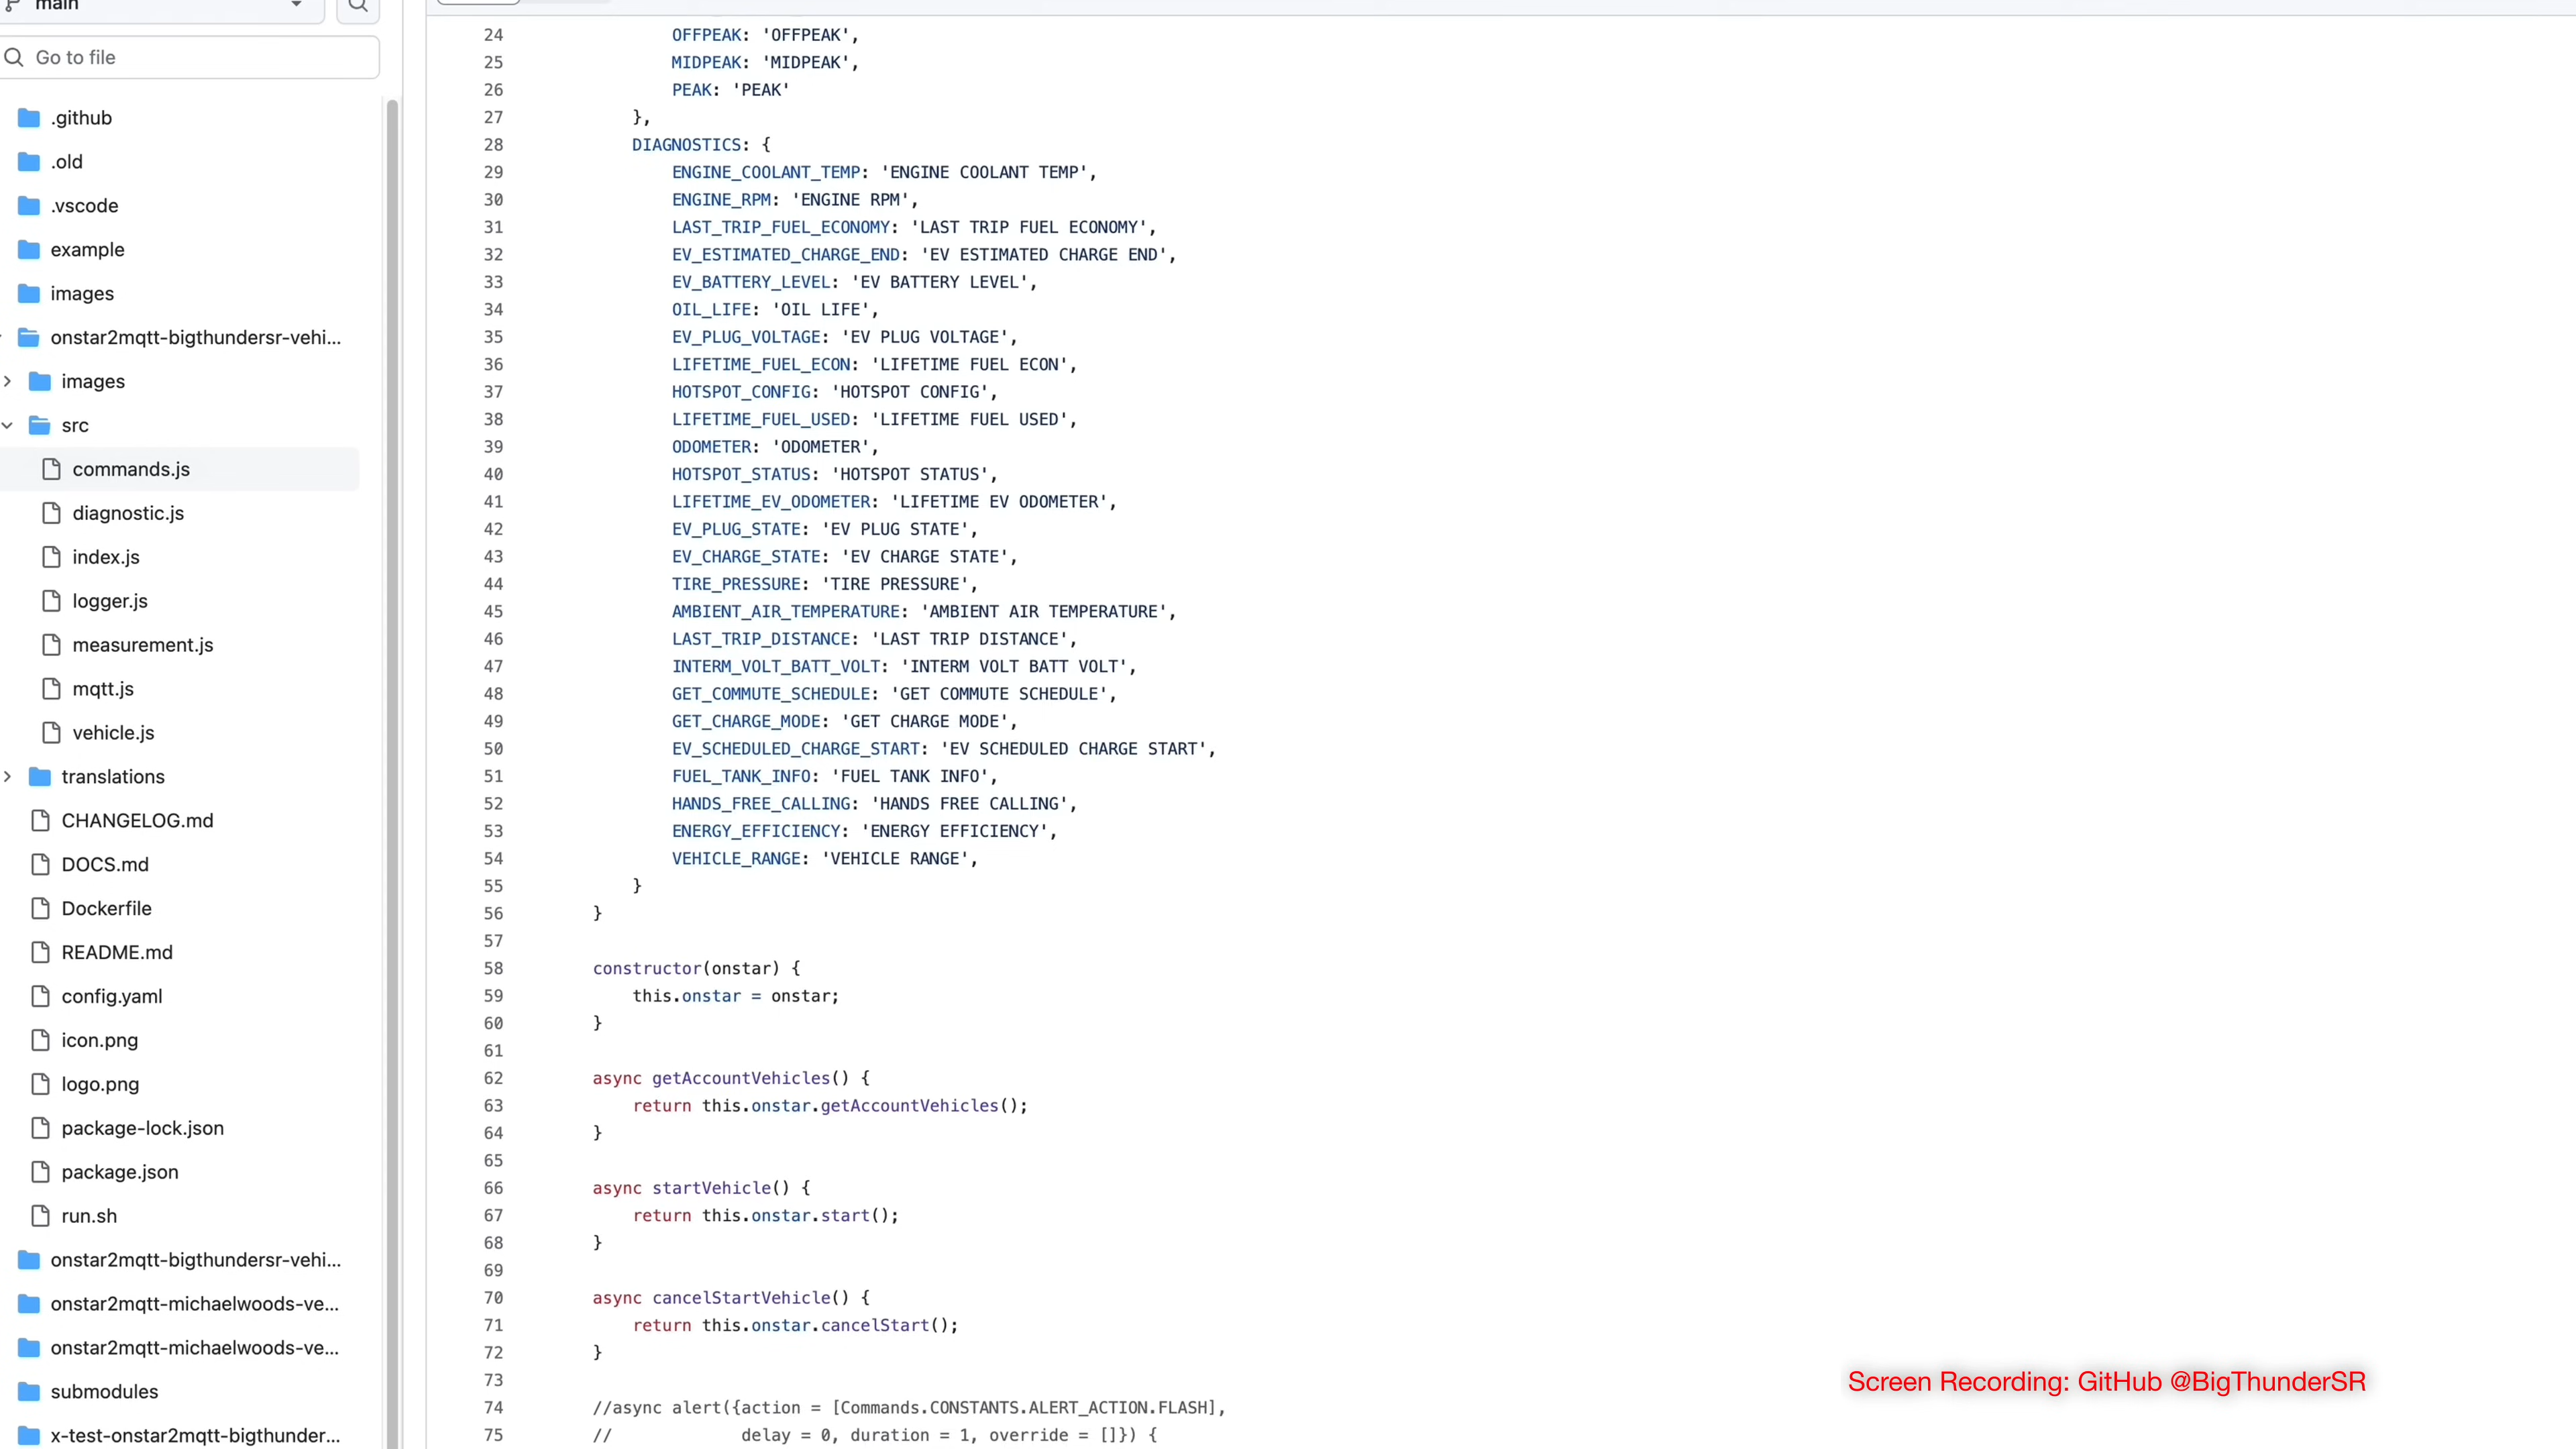 main
Go to file
.github
.old
.vscode
example
images
onstar2mqtt-bigthundersr-vehi...
images
src
commands.js
diagnostic.js
index.js
logger.js
measurement.js
mqtt.js
vehicle.js
translations
CHANGELOG.md
DOCS.md
Dockerfile
README.md
config.yaml
icon.png
logo.png
package-lock.json
package.json
run.sh
onstar2mqtt-bigthundersr-vehi...
onstar2mqtt-michaelwoods-ve...
onstar2mqtt-michaelwoods-ve...
submodules
x-test-onstar2mqtt-bigthunder...
24 OFFPEAK: 'OFFPEAK',
25 MIDPEAK: 'MIDPEAK',
26 PEAK: 'PEAK'
27 },
28 DIAGNOSTICS: {
29 ENGINE_COOLANT_TEMP: 'ENGINE COOLANT TEMP',
30 ENGINE_RPM: 'ENGINE RPM',
31 LAST_TRIP_FUEL_ECONOMY: 'LAST TRIP FUEL ECONOMY',
32 EV_ESTIMATED_CHARGE_END: 'EV ESTIMATED CHARGE END',
33 EV_BATTERY_LEVEL: 'EV BATTERY LEVEL',
34 OIL_LIFE: 'OIL LIFE',
35 EV_PLUG_VOLTAGE: 'EV PLUG VOLTAGE',
36 LIFETIME_FUEL_ECON: 'LIFETIME FUEL ECON',
37 HOTSPOT_CONFIG: 'HOTSPOT CONFIG',
38 LIFETIME_FUEL_USED: 'LIFETIME FUEL USED',
39 ODOMETER: 'ODOMETER',
40 HOTSPOT_STATUS: 'HOTSPOT STATUS',
41 LIFETIME_EV_ODOMETER: 'LIFETIME EV ODOMETER',
42 EV_PLUG_STATE: 'EV PLUG STATE',
43 EV_CHARGE_STATE: 'EV CHARGE STATE',
44 TIRE_PRESSURE: 'TIRE PRESSURE',
45 AMBIENT_AIR_TEMPERATURE: 'AMBIENT AIR TEMPERATURE',
46 LAST_TRIP_DISTANCE: 'LAST TRIP DISTANCE',
47 INTERM_VOLT_BATT_VOLT: 'INTERM VOLT BATT VOLT',
48 GET_COMMUTE_SCHEDULE: 'GET COMMUTE SCHEDULE',
49 GET_CHARGE_MODE: 'GET CHARGE MODE',
50 EV_SCHEDULED_CHARGE_START: 'EV SCHEDULED CHARGE START',
51 FUEL_TANK_INFO: 'FUEL TANK INFO',
52 HANDS_FREE_CALLING: 'HANDS FREE CALLING',
53 ENERGY_EFFICIENCY: 'ENERGY EFFICIENCY',
54 VEHICLE_RANGE: 'VEHICLE RANGE',
55 }
56 }
57
58 constructor(onstar) {
59 this.onstar = onstar;
60 }
61
62 async getAccountVehicles() {
63 return this.onstar.getAccountVehicles();
64 }
65
66 async startVehicle() {
67 return this.onstar.start();
68 }
69
70 async cancelStartVehicle() {
71 return this.onstar.cancelStart();
72 }
73
74 //async alert({action = [Commands.CONSTANTS.ALERT_ACTION.FLASH],
75 // delay = 0, duration = 1, override = []}) {
Screen Recording: GitHub @BigThunderSR